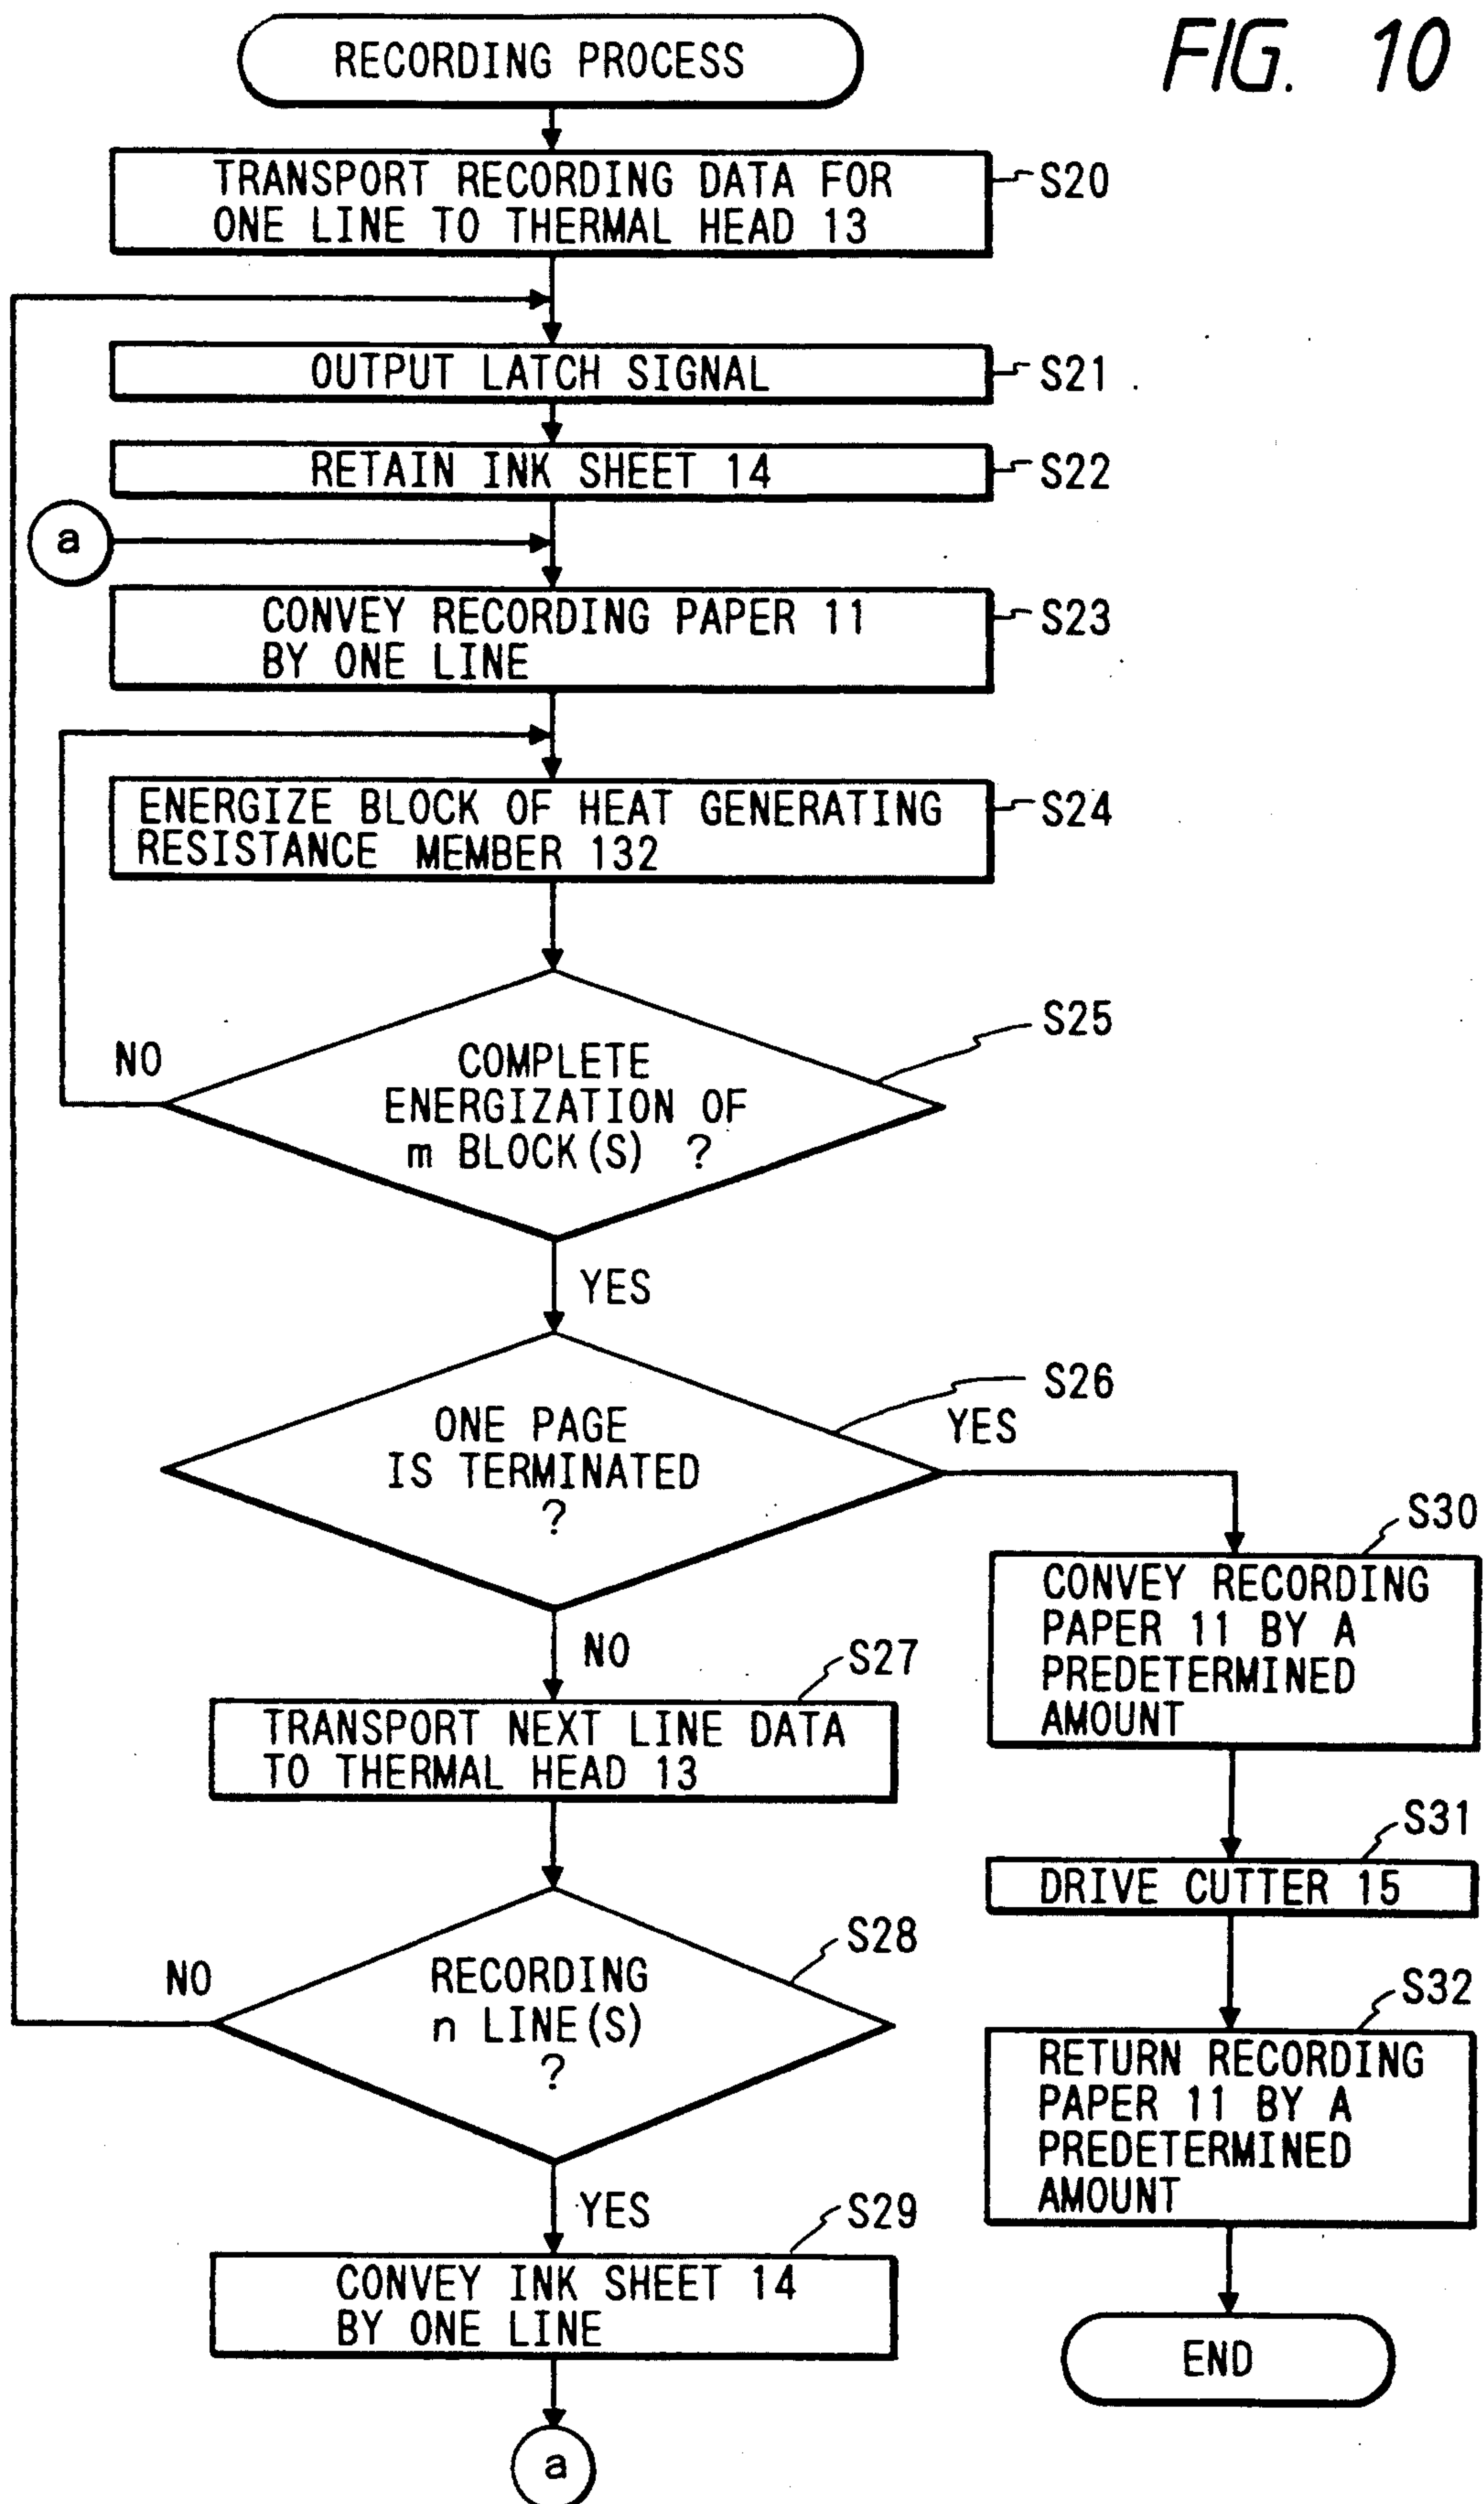 FIG. 10
RECORDING PROCESS
TRANSPORT RECORDING DATA FOR
ONE LINE TO THERMAL HEAD 13
S20
OUTPUT LATCH SIGNAL
S21
RETAIN INK SHEET 14
S22
a
CONVEY RECORDING PAPER 11
BY ONE LINE
S23
ENERGIZE BLOCK OF HEAT GENERATING
RESISTANCE MEMBER 132
S24
S25
NO
COMPLETE
ENERGIZATION OF
m BLOCK(S) ?
YES
S26
ONE PAGE
IS TERMINATED
?
YES
NO
S27
TRANSPORT NEXT LINE DATA
TO THERMAL HEAD 13
S28
NO
RECORDING
n LINE(S)
?
YES
S29
CONVEY INK SHEET 14
BY ONE LINE
a
S30
CONVEY RECORDING
PAPER 11 BY A
PREDETERMINED
AMOUNT
S31
DRIVE CUTTER 15
S32
RETURN RECORDING
PAPER 11 BY A
PREDETERMINED
AMOUNT
END